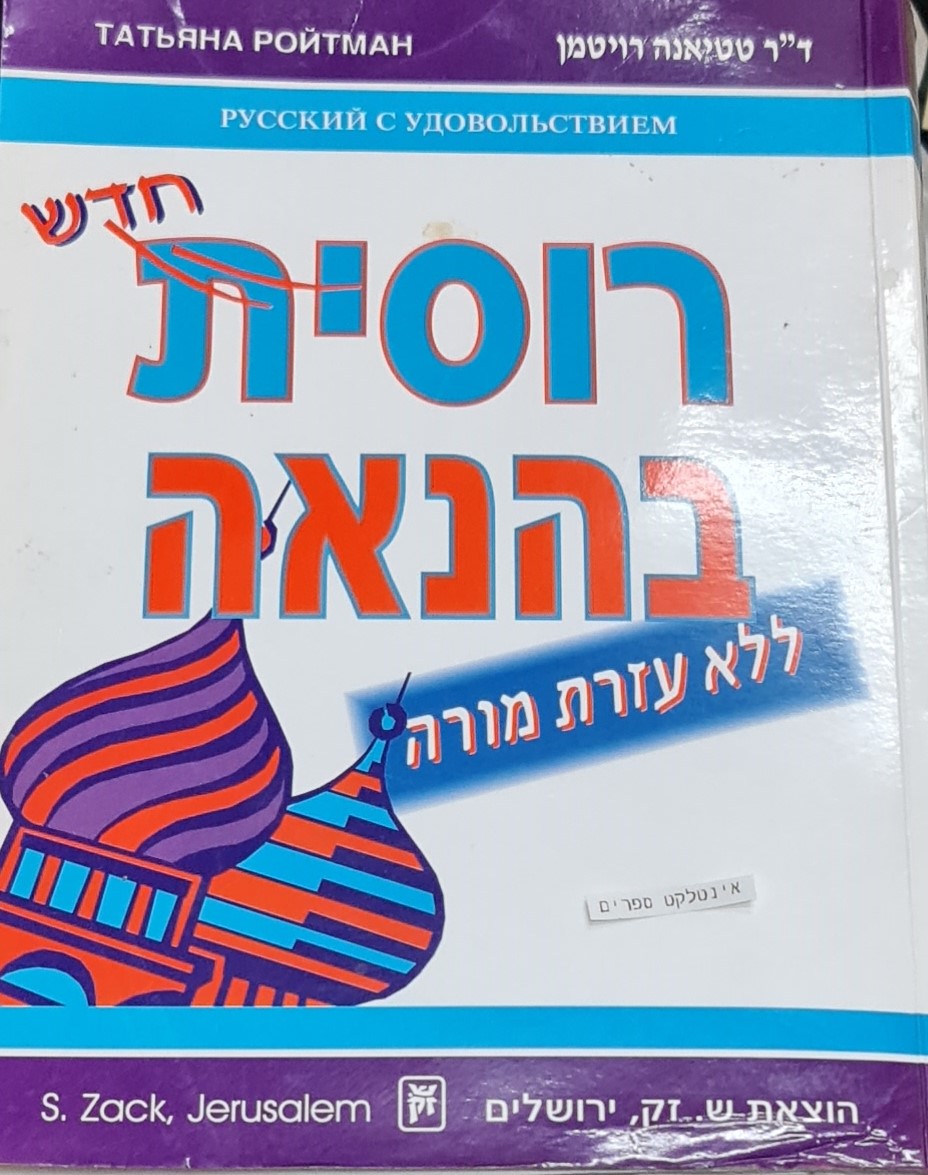 ТАТЬЯНА РОЙТМАН ד"ר טטיאנה רויטמן
РУССКИЙ С УДОВОЛЬСТВИЕМ
חדש
רוסית
בהנאה
ללא עזרת מורה
אינטלקט ספרים
S. Zack, Jerusalem זק הוצאת ש. זק, ירושלים